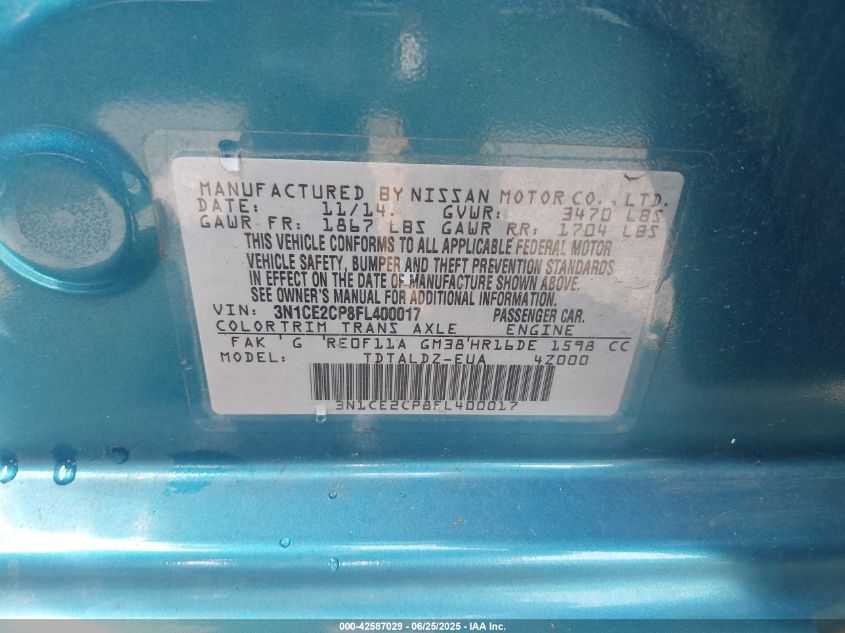 MANUFACTURED BY NISSAN MOTOR CO., LTD.
DATE: 11/14. GVWR: 3470 LBS
GAWR FR: 1867 LBS GAWR RR: 1704 LBS
THIS VEHICLE CONFORMS TO ALL APPLICABLE FEDERAL MOTOR
VEHICLE SAFETY, BUMPER AND THEFT PREVENTION STANDARDS
IN EFFECT ON THE DATE OF MANUFACTURE SHOWN ABOVE.
SEE OWNER'S MANUAL FOR ADDITIONAL INFORMATION.
VIN: 3N1CE2CP8FL400017 PASSENGER CAR.
COLORTRIM TRANS AXLE ENGINE
FAK ' G 'RE0F11A GM38'HR16DE 1598 CC
MODEL: TDTALDZ-EUA 4Z000
3N1CE2CP8FL400017
000-42587029 - 06/25/2025 - IAA Inc.